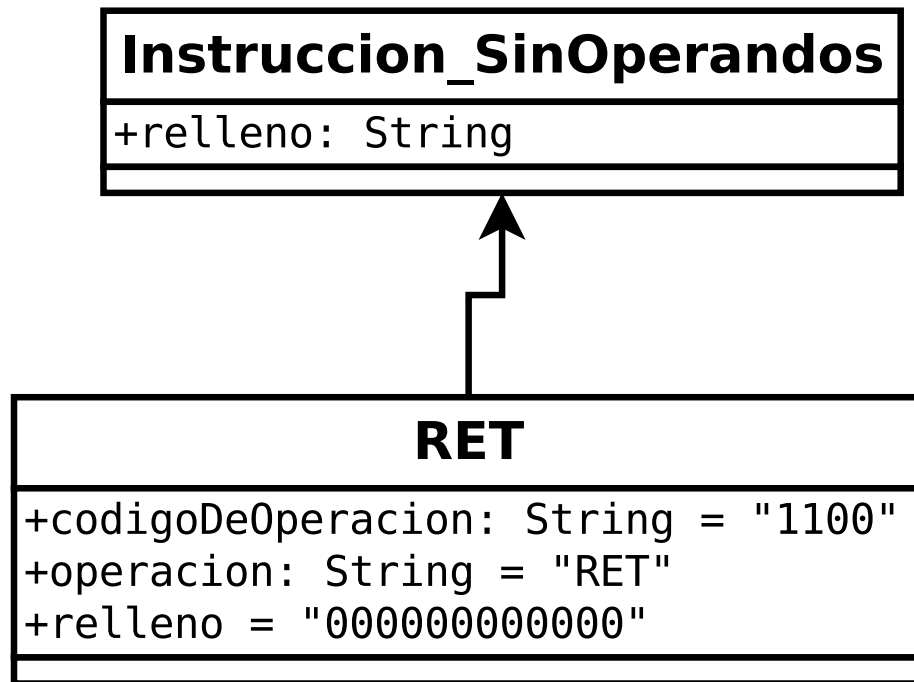 Instruccion_SinOperandos
+relleno: String
RET
+codigoDeOperacion: String = "1100"
+operacion: String = "RET"
+relleno = "000000000000"